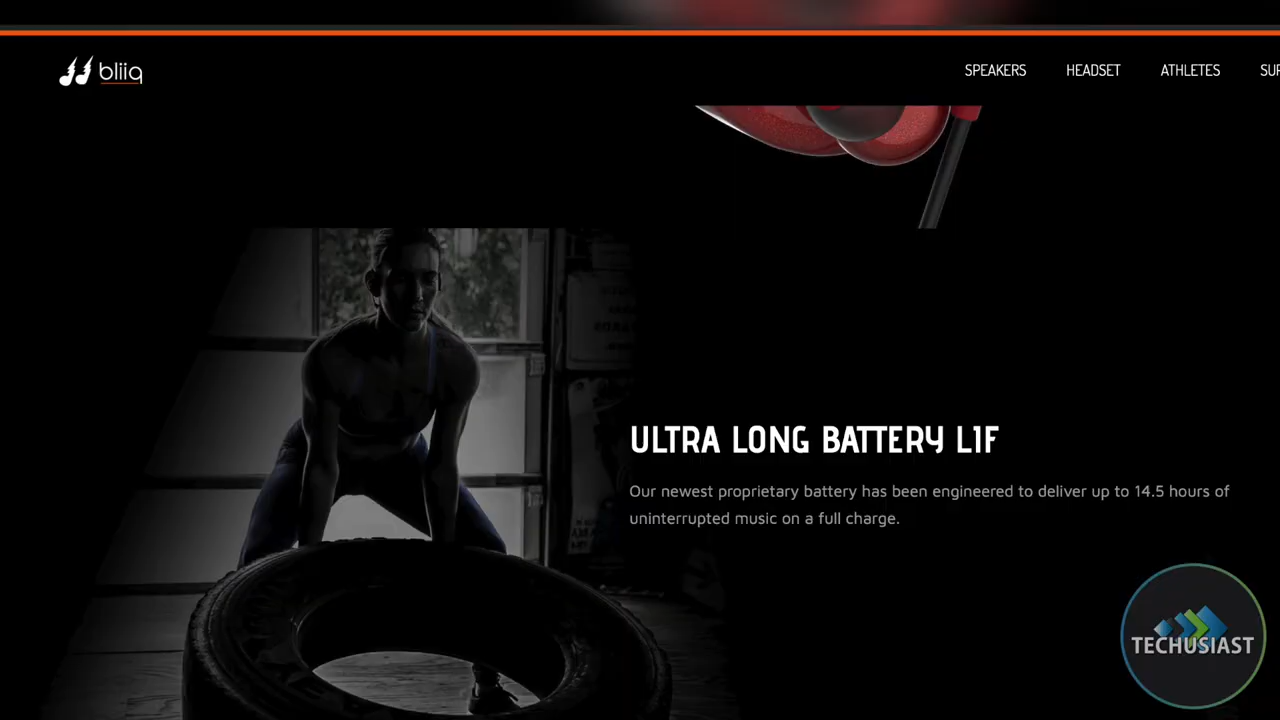 bliiq
SPEAKERS HEADSET ATHLETES SUP
ULTRA LONG BATTERY LIF
Our newest proprietary battery has been engineered to deliver up to 14.5 hours of
uninterrupted music on a full charge.
TECHUSIAST